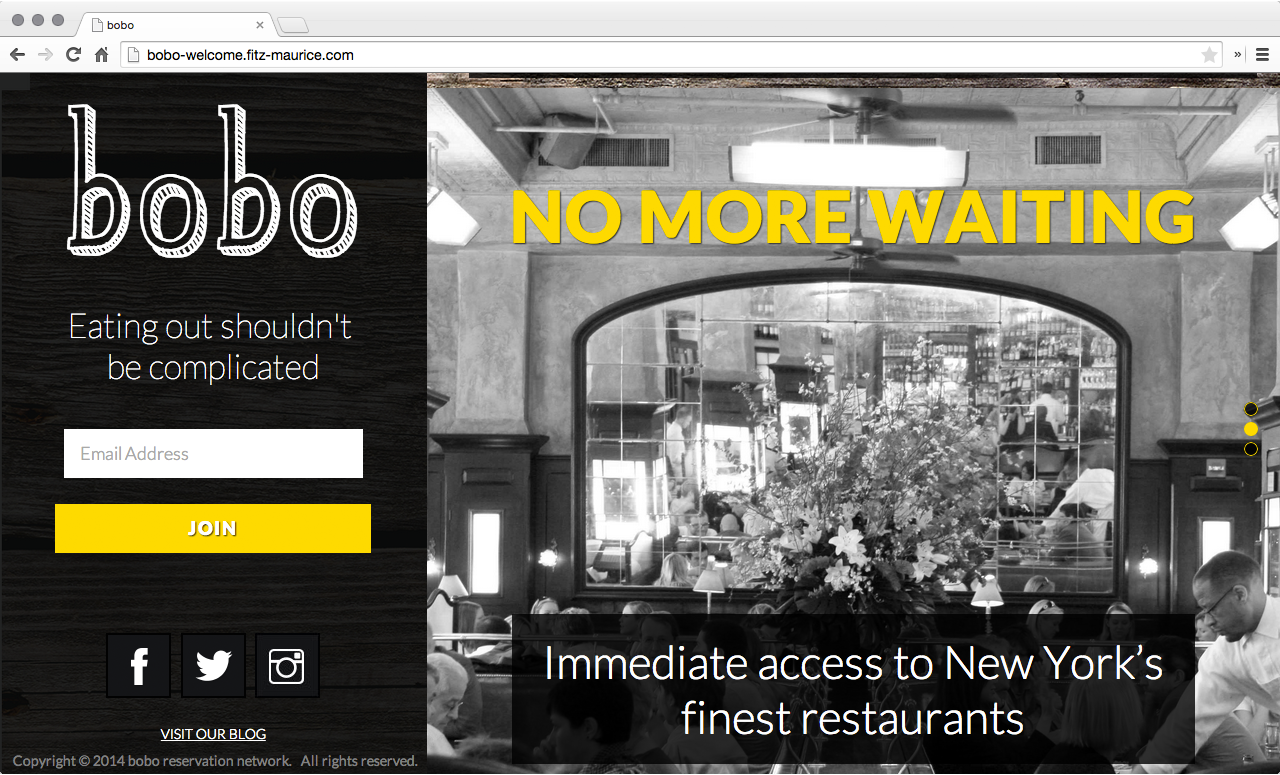 bobo
bobo-welcome.fitz-maurice.com
bobo
Eating out shouldn't
be complicated
Email Address
JOIN
VISIT OUR BLOG
Copyright © 2014 bobo reservation network. All rights reserved.
NO MORE WAITING
Immediate access to New York’s
finest restaurants